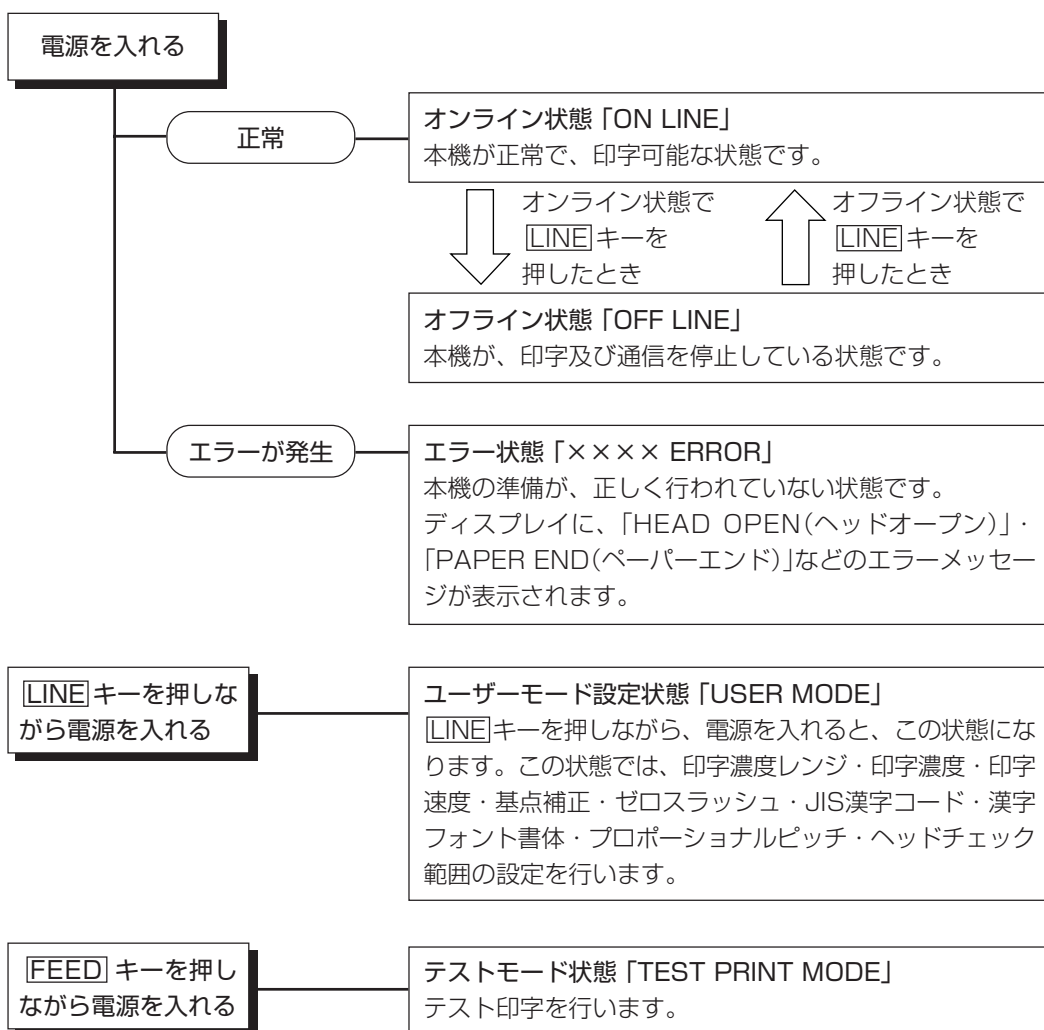 電源を入れる
正常
オンライン状態「ON LINE」
本機が正常で、印字可能な状態です。
オンライン状態で
LINEキーを
押したとき
オフライン状態で
LINEキーを
押したとき
オフライン状態「OFF LINE」
本機が、印字及び通信を停止している状態です。
エラーが発生
エラー状態「×××× ERROR」
本機の準備が、正しく行われていない状態です。
ディスプレイに、「HEAD OPEN(ヘッドオープン)」・
「PAPER END(ペーパーエンド)」などのエラーメッセー
ジが表示されます。
LINEキーを押しな
がら電源を入れる
ユーザーモード設定状態「USER MODE」
LINEキーを押しながら、電源を入れると、この状態にな
ります。この状態では、印字濃度レンジ・印字濃度・印字
速度・基点補正・ゼロスラッシュ・JIS漢字コード・漢字
フォント書体・プロポーショナルピッチ・ヘッドチェック
範囲の設定を行います。
FEED キーを押し
ながら電源を入れる
テストモード状態「TEST PRINT MODE」
テスト印字を行います。